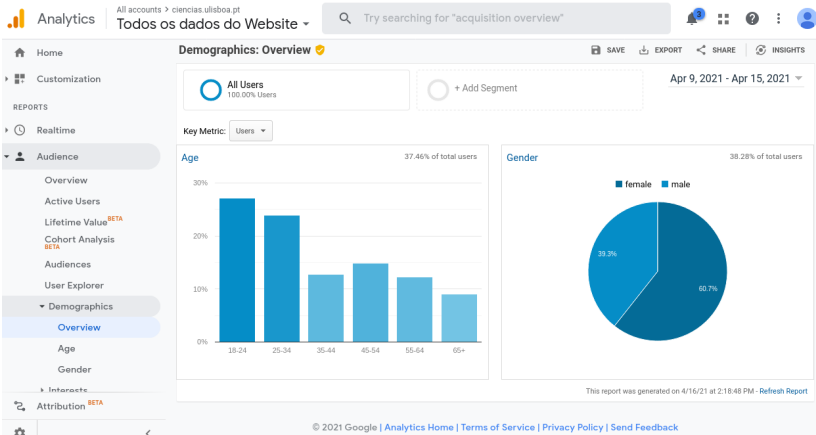 Analytics
All accounts > ciencias.ulisboa.pt
Todos os dados do Website
Try searching for "acquisition overview"
3
Home
Customization
REPORTS
Realtime
Audience
Overview
Active Users
Lifetime Value BETA
Cohort Analysis
BETA
Audiences
User Explorer
Demographics
Overview
Age
Gender
Interests
Attribution BETA
Demographics: Overview
SAVE
EXPORT
SHARE
INSIGHTS
All Users
100.00% Users
+ Add Segment
Apr 9, 2021 - Apr 15, 2021
Key Metric: Users
Age
37.46% of total users
30%
20%
10%
0%
18-24 25-34 35-44 45-54 55-64 65+
Gender
38.28% of total users
female male
39.3%
60.7%
This report was generated on 4/16/21 at 2:18:48 PM - Refresh Report
© 2021 Google | Analytics Home | Terms of Service | Privacy Policy | Send Feedback